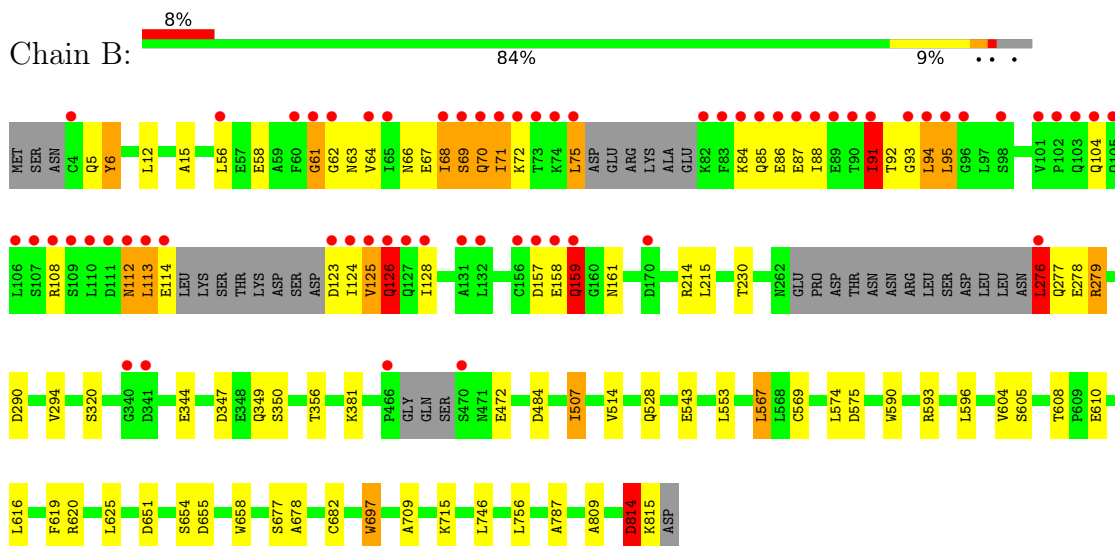 8%
Chain B:
84% 9% • • •
MET SER ASN C4 Q5 Y6 L12 A15 L56 E57 E58 A59 F60 G61 G62 N63 V64 I65 N66 E67 I68 S69 Q70 I71 K72 T73 K74 L75 ASP GLU ARG LYS ALA GLU K82 F83 K84 Q85 E86 E87 I88 E89 T90 I91 T92 G93 L94 L95 G96 L97 S98 V101 P102 Q103 Q104 Q105
L106 S107 R108 S109 L110 D111 N112 L113 E114 LEU LYS SER THR LYS ASP SER ASP D123 I124 V125 Q126 Q127 I128 A131 L132 C156 D157 E158 Q159 G160 N161 D170 R214 L215 T230 N262 GLU PRO ASP THR ASN ASN ARG LEU SER ASP LEU LEU ASN L276 Q277 E278 R279
D290 V294 S320 G340 D341 E344 D347 E348 Q349 S350 T356 K381 P466 GLY GLN SER S470 N471 E472 D484 I507 V514 Q528 E543 L553 L567 L568 C569 L574 D575 W590 R593 L596 V604 S605 T608 P609 E610
L616 F619 R620 L625 D651 S654 D655 W658 S677 A678 C682 W697 A709 K715 L746 L756 A787 A809 D814 K815 ASP